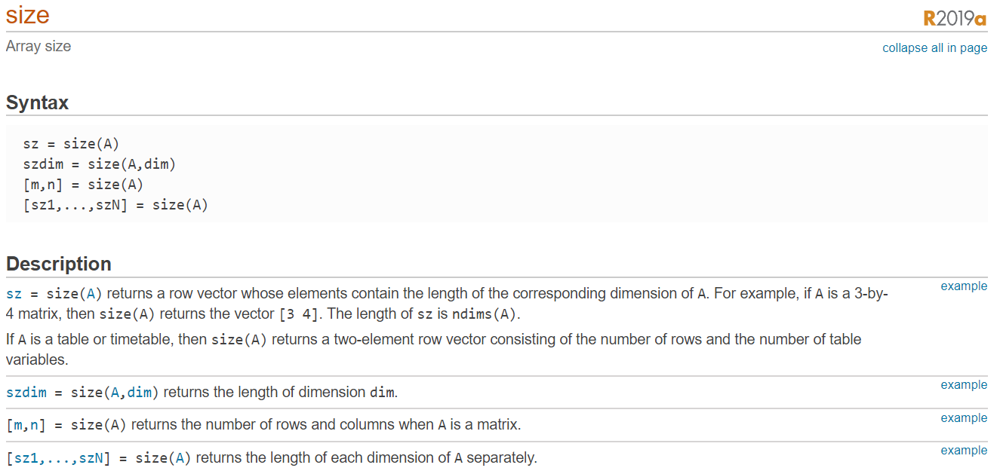 size
R2019a
Array size
collapse all in page
Syntax
sz = size(A)
szdim = size(A,dim)
[m,n] = size(A)
[sz1,...,szN] = size(A)
Description
sz = size(A) returns a row vector whose elements contain the length of the corresponding dimension of A. For example, if A is a 3-by-
example
4 matrix, then size(A) returns the vector [3 4]. The length of sz is ndims(A).
If A is a table or timetable, then size(A) returns a two-element row vector consisting of the number of rows and the number of table
variables.
szdim = size(A,dim) returns the length of dimension dim.
example
[m,n] = size(A) returns the number of rows and columns when A is a matrix.
example
[sz1,...,szN] = size(A) returns the length of each dimension of A separately.
example